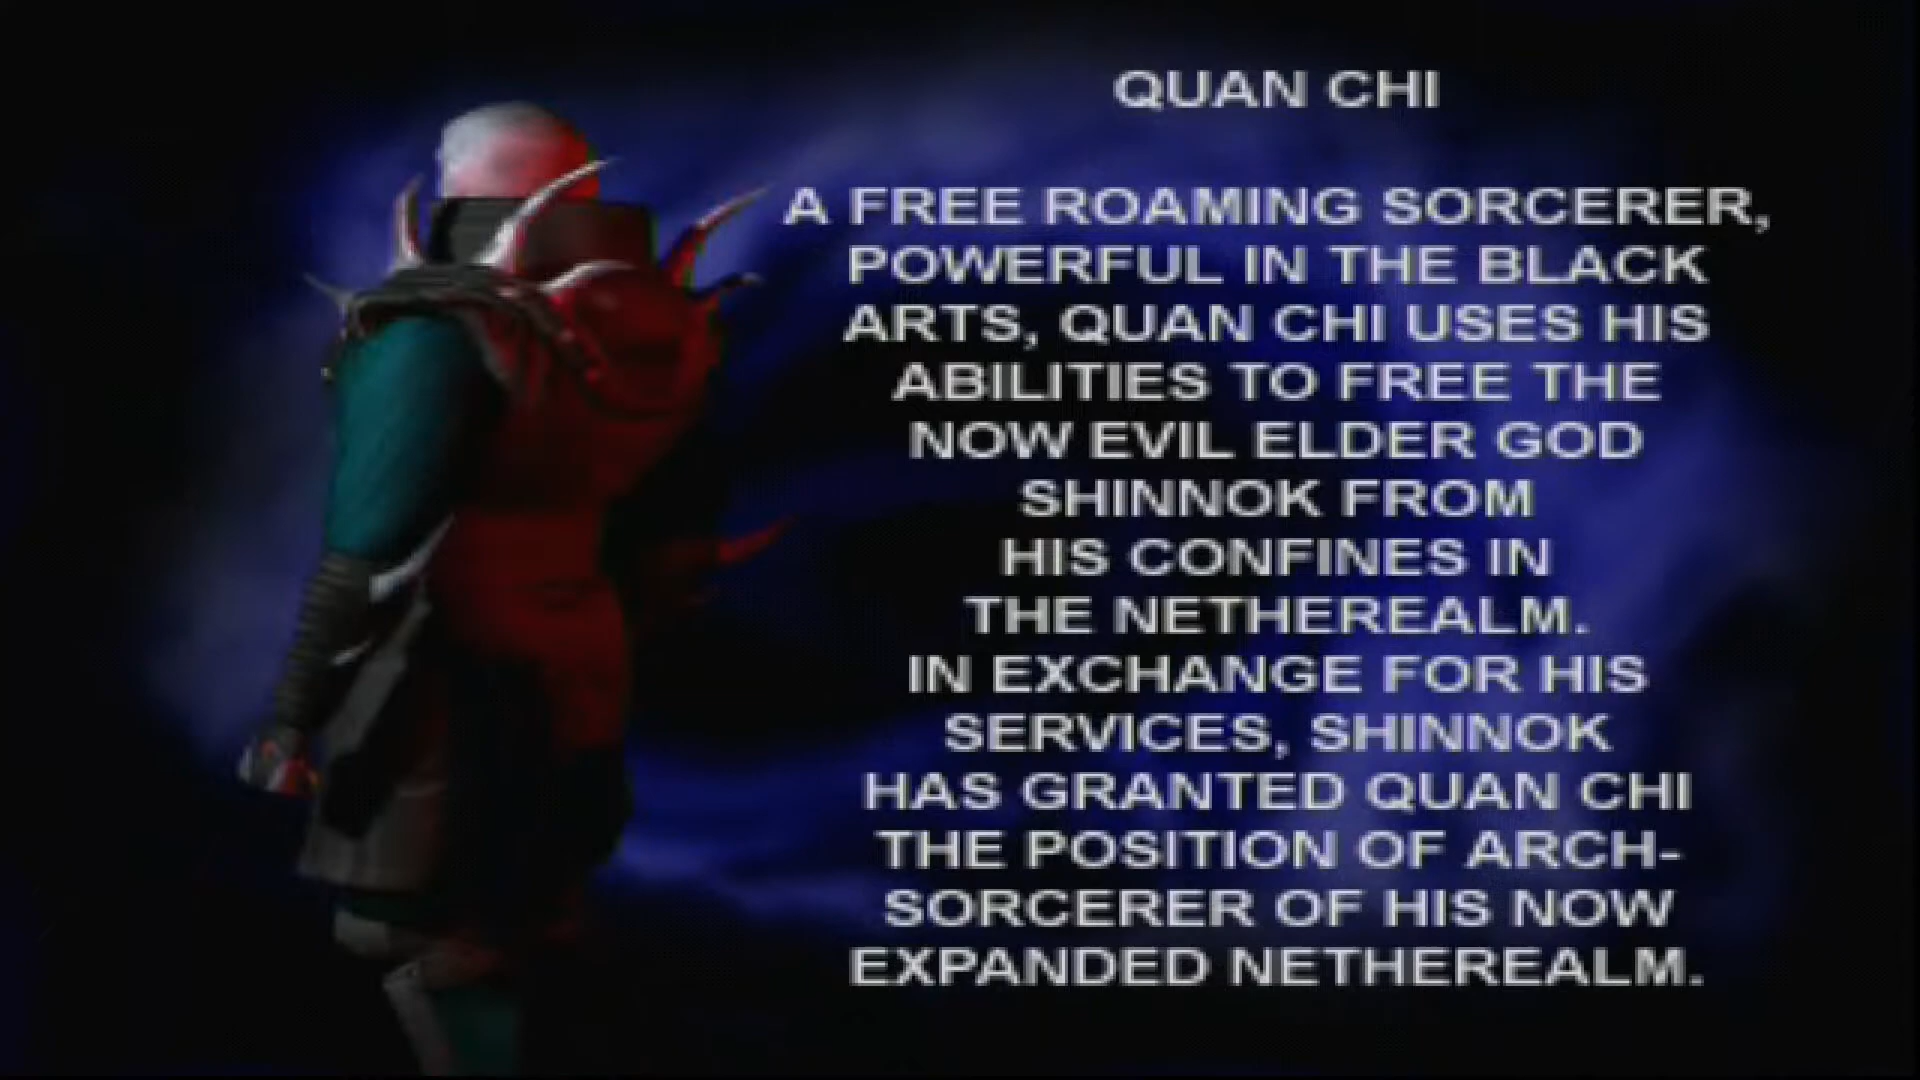 QUAN CHI
A FREE ROAMING SORCERER,
POWERFUL IN THE BLACK
ARTS, QUAN CHI USES HIS
ABILITIES TO FREE THE
NOW EVIL ELDER GOD
SHINNOK FROM
HIS CONFINES IN
THE NETHEREALM.
IN EXCHANGE FOR HIS
SERVICES, SHINNOK
HAS GRANTED QUAN CHI
THE POSITION OF ARCH-
SORCERER OF HIS NOW
EXPANDED NETHEREALM.